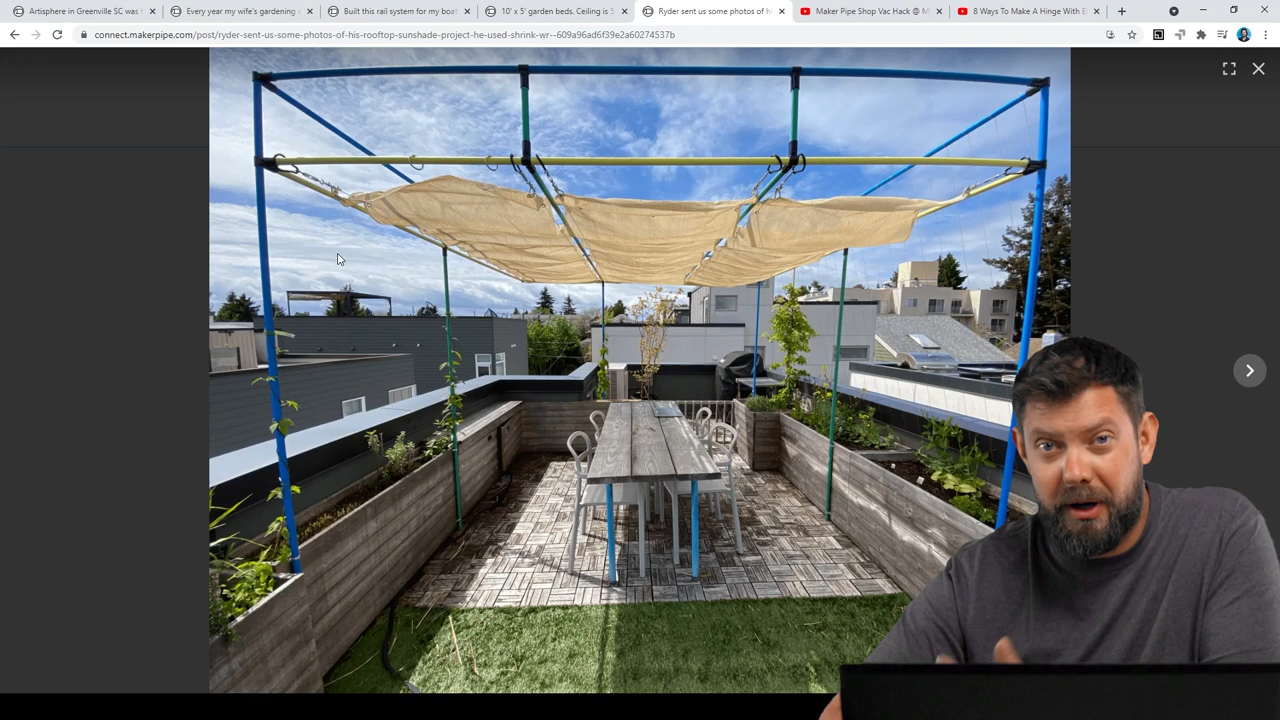 Artisphere in Greenville SC was
Every year my wife's gardening
Built this rail system for my boat
10' x 5' garden beds. Ceiling is 5
Ryder sent us some photos of hi
Maker Pipe Shop Vac Hack @ M
8 Ways To Make A Hinge With E
connect.makerpipe.com/post/ryder-sent-us-some-photos-of-his-rooftop-sunshade-project-he-used-shrink-wr--609a96ad6f39e2a60274537b